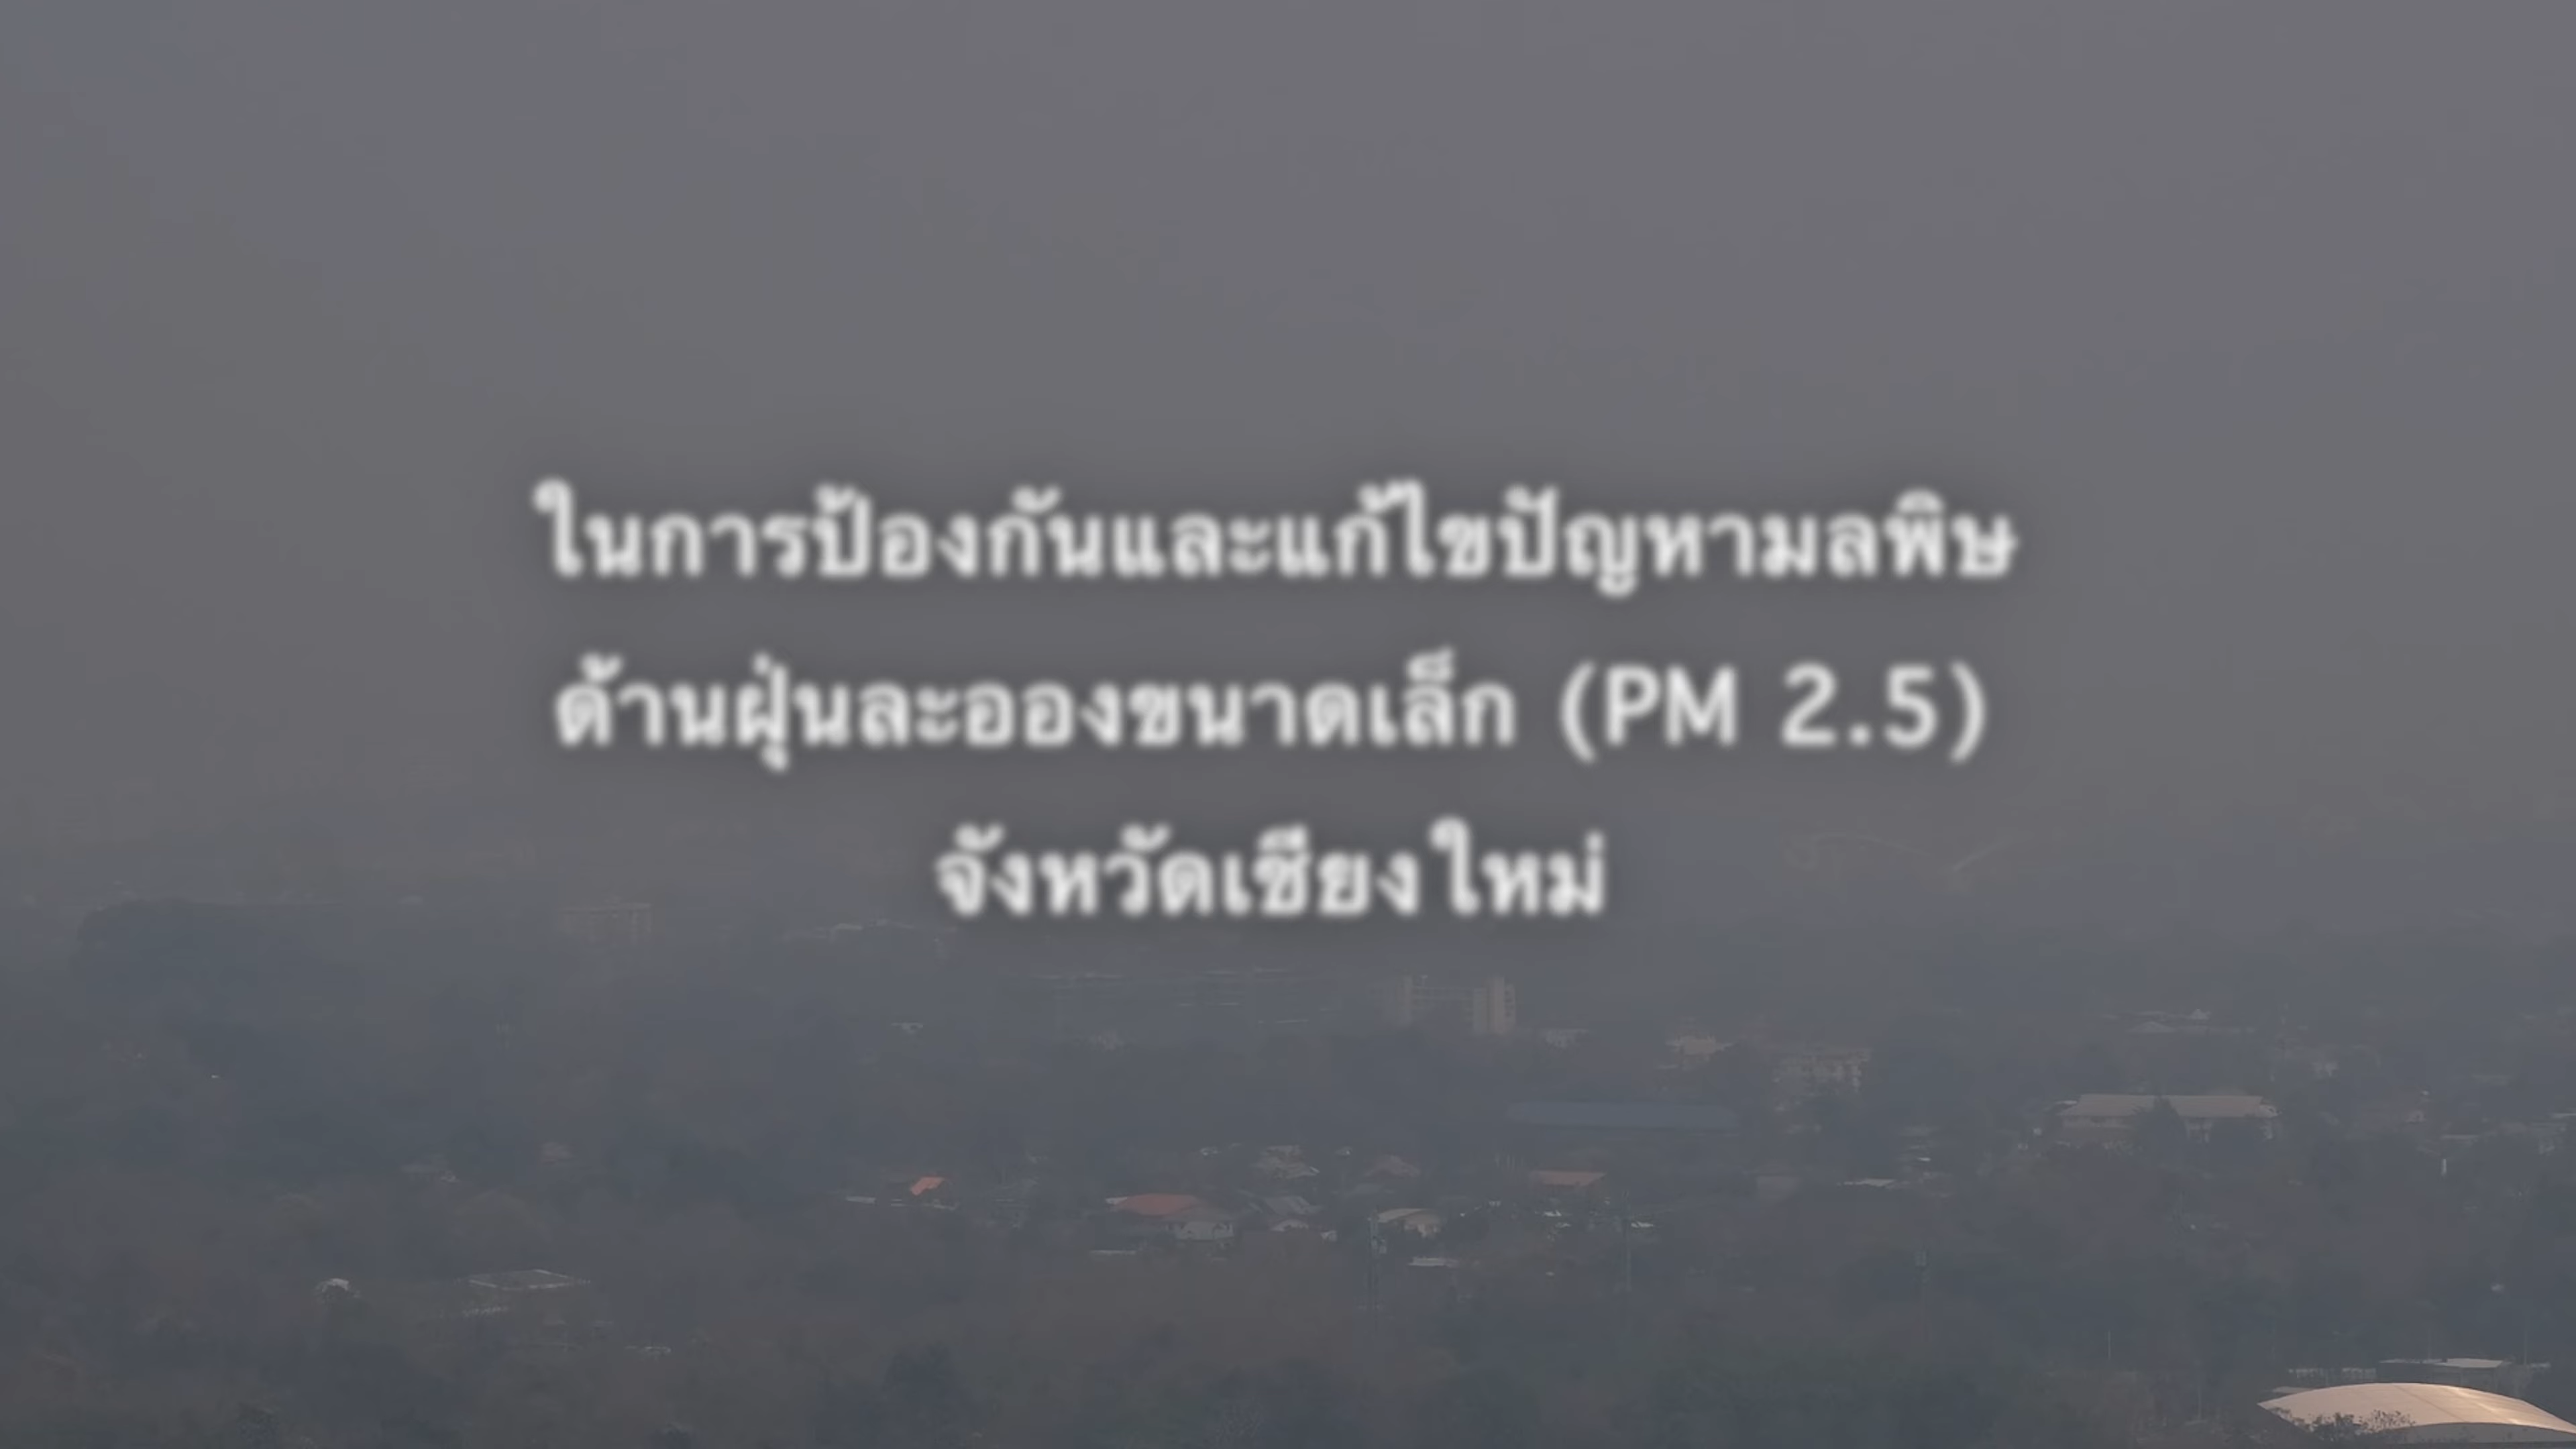 ในการป้องกันและแก้ไขปัญหามลพิษ
ด้านฝุ่นละอองขนาดเล็ก (PM 2.5)
จังหวัดเชียงใหม่